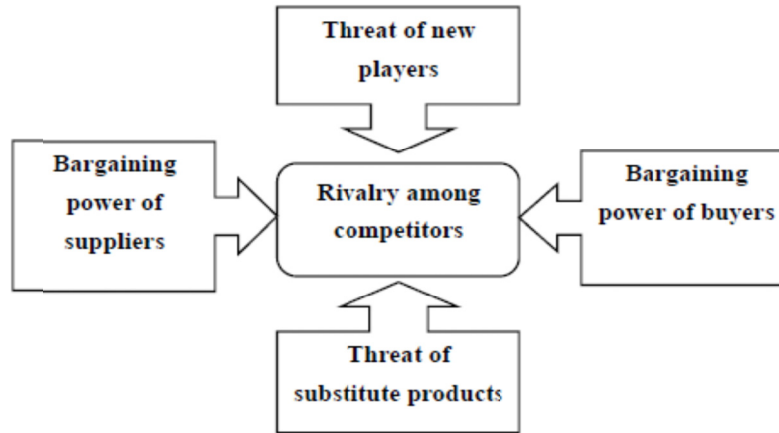 Threat of new
players
Bargaining
power of
suppliers
Rivalry among
competitors
Bargaining
power of buyers
Threat of
substitute products